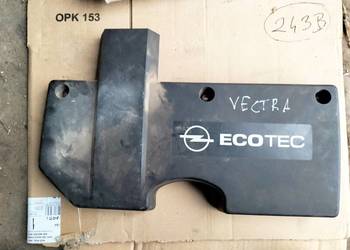 OPK 153
243B
VECTRA
ECOTEC